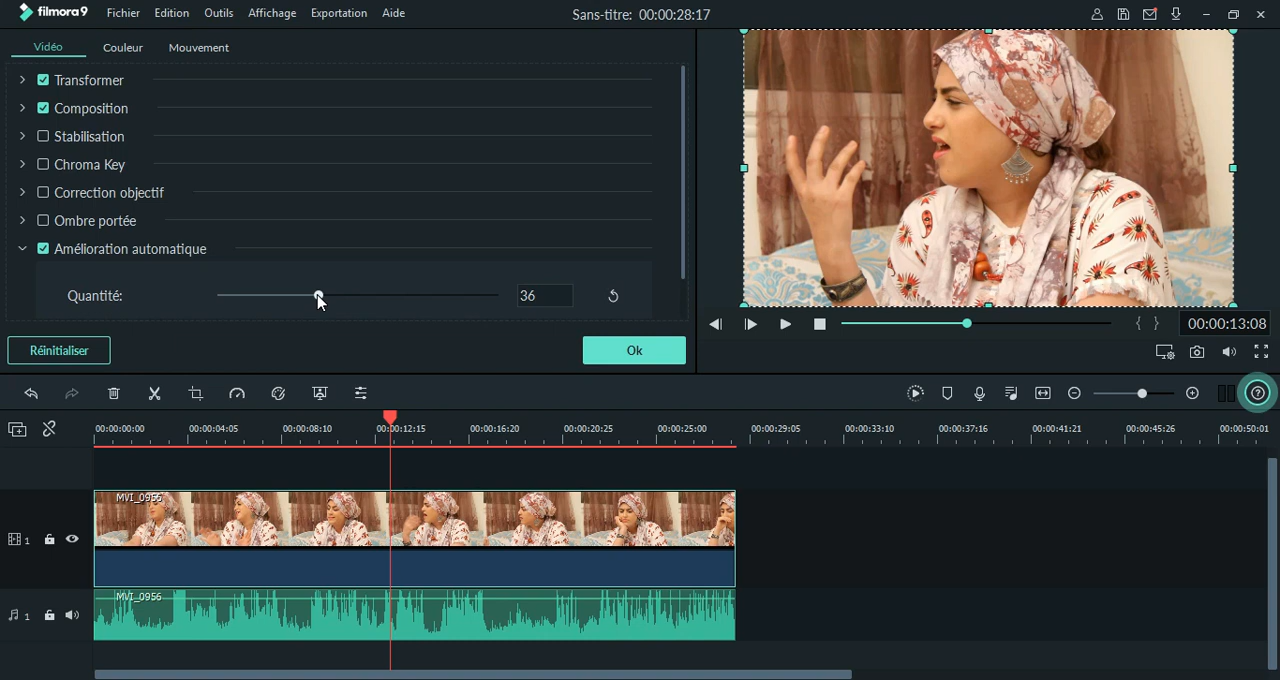 filmora9 Fichier Edition Outils Affichage Exportation Aide Sans-titre: 00:00:28:17
Vidéo Couleur Mouvement
Transformer
Composition
Stabilisation
Chroma Key
Correction objectif
Ombre portée
Amélioration automatique
Quantité: 36
{ } 00:00:13:08
Réinitialiser Ok
00:00:00:00 00:00:04:05 00:00:08:10 00:00:12:15 00:00:16:20 00:00:20:25 00:00:25:00 00:00:29:05 00:00:33:10 00:00:37:16 00:00:41:21 00:00:45:26 00:00:50:01
MVI_0956
1
MVI_0956
1